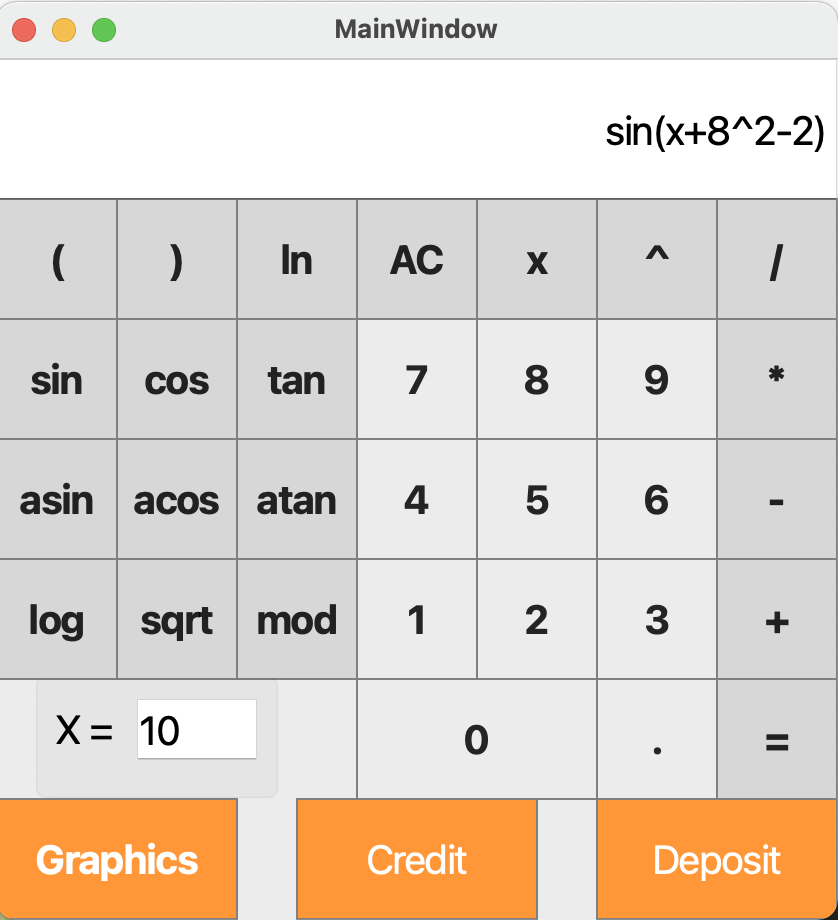 MainWindow
sin(x+8^2-2)
( ) ln AC x ^ /
sin cos tan 7 8 9 *
asin acos atan 4 5 6 -
log sqrt mod 1 2 3 +
X = 10 0 . =
Graphics Credit Deposit